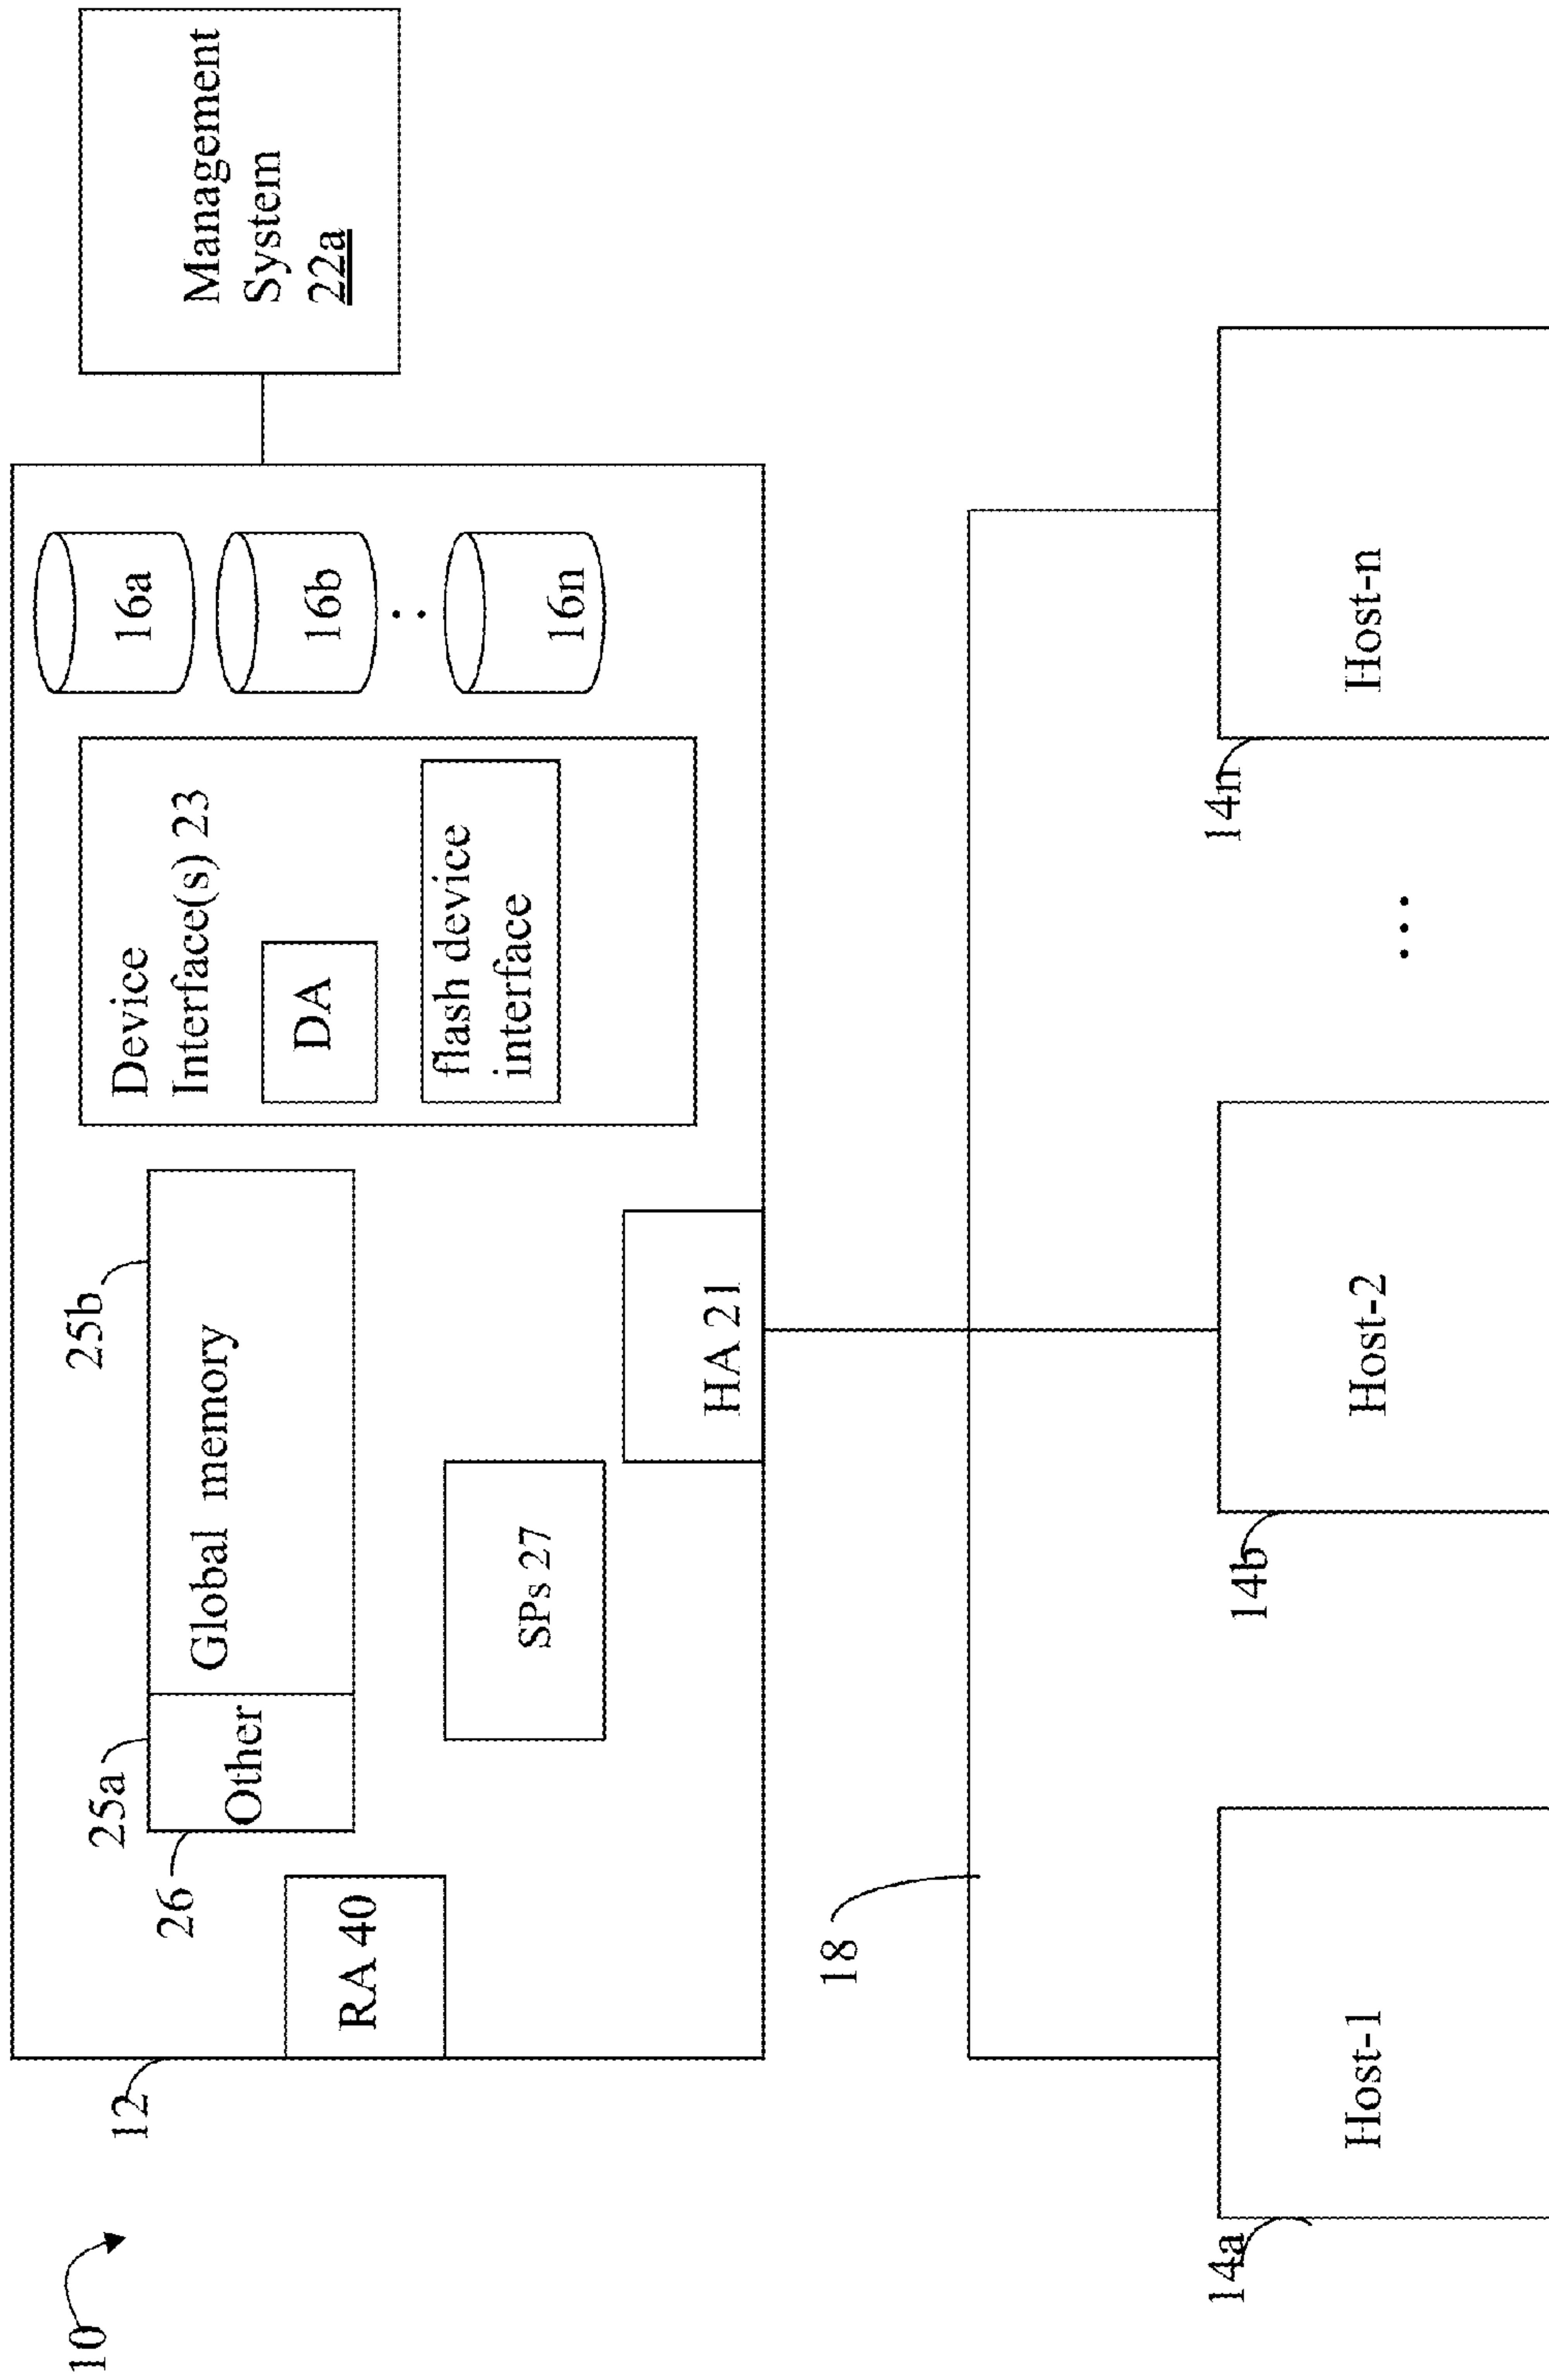 10
12
RA 40
26
25a
Other
25b
Global memory
SPs 27
HA 21
Device
Interface(s) 23
DA
flash device
interface
16a
16b
16n
Management
System
22a
18
14a
Host-1
14b
Host-2
...
14n
Host-n